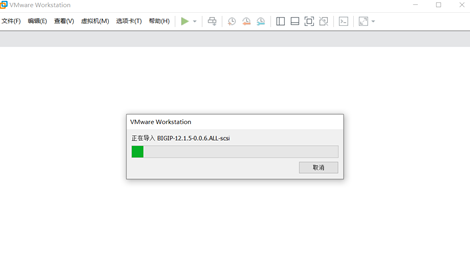 VMware Workstation
文件(F) 编辑(E) 查看(V) 虚拟机(M) 选项卡(T) 帮助(H)
VMware Workstation
正在导入 BIGIP-12.1.5-0.0.6.ALL-scsi
取消